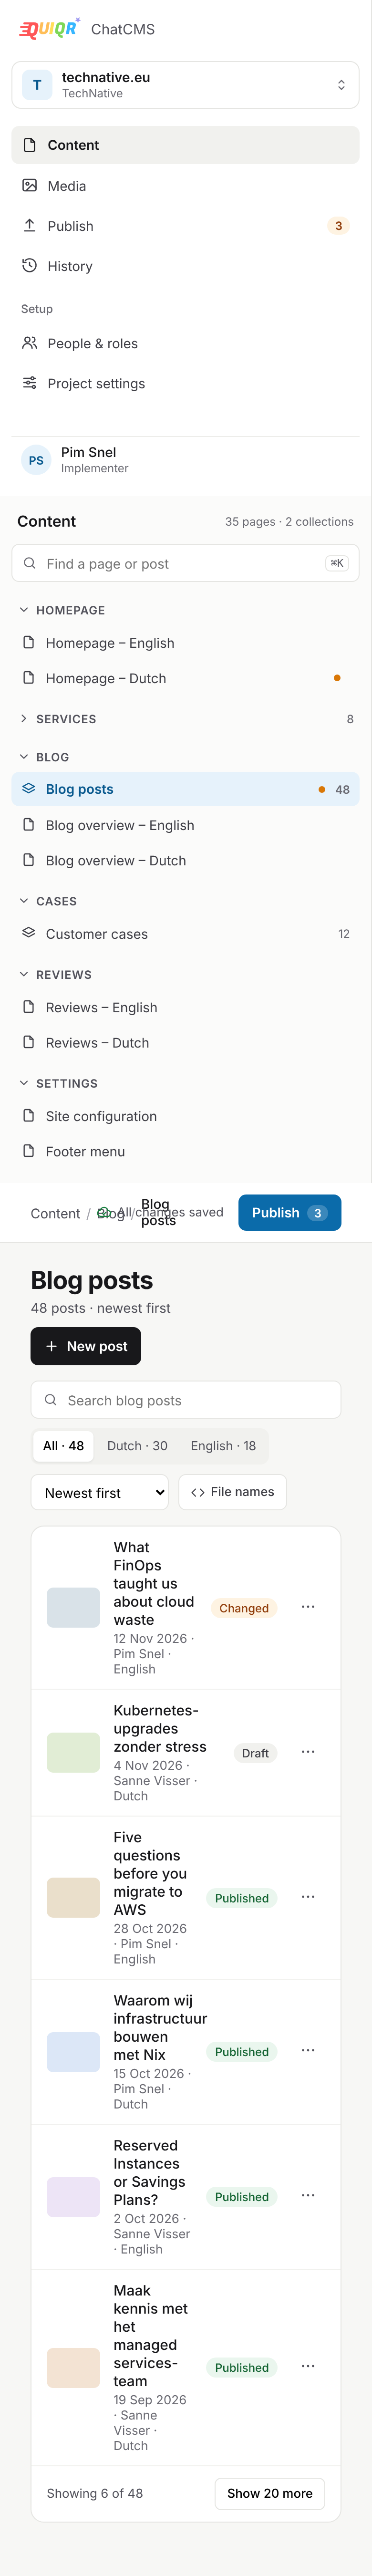 QUIQR ChatCMS
T technative.eu
TechNative
Content
Media
Publish 3
History
Setup
People & roles
Project settings
PS Pim Snel
Implementer
Content 35 pages · 2 collections
Find a page or post ⌘K
HOMEPAGE
Homepage – English
Homepage – Dutch
SERVICES 8
BLOG
Blog posts 48
Blog overview – English
Blog overview – Dutch
CASES
Customer cases 12
REVIEWS
Reviews – English
Reviews – Dutch
SETTINGS
Site configuration
Footer menu
Content / Blog / Blog
posts
All changes saved
Publish 3
Blog posts
48 posts · newest first
+ New post
Search blog posts
All · 48 Dutch · 30 English · 18
Newest first <> File names
What
FinOps
taught us
about cloud
waste
12 Nov 2026 ·
Pim Snel ·
English
Changed
Kubernetes-
upgrades
zonder stress
4 Nov 2026 ·
Sanne Visser ·
Dutch
Draft
Five
questions
before you
migrate to
AWS
28 Oct 2026
· Pim Snel ·
English
Published
Waarom wij
infrastructuur
bouwen
met Nix
15 Oct 2026 ·
Pim Snel ·
Dutch
Published
Reserved
Instances
or Savings
Plans?
2 Oct 2026 ·
Sanne Visser
· English
Published
Maak
kennis met
het
managed
services-
team
19 Sep 2026
· Sanne
Visser ·
Dutch
Published
Showing 6 of 48 Show 20 more